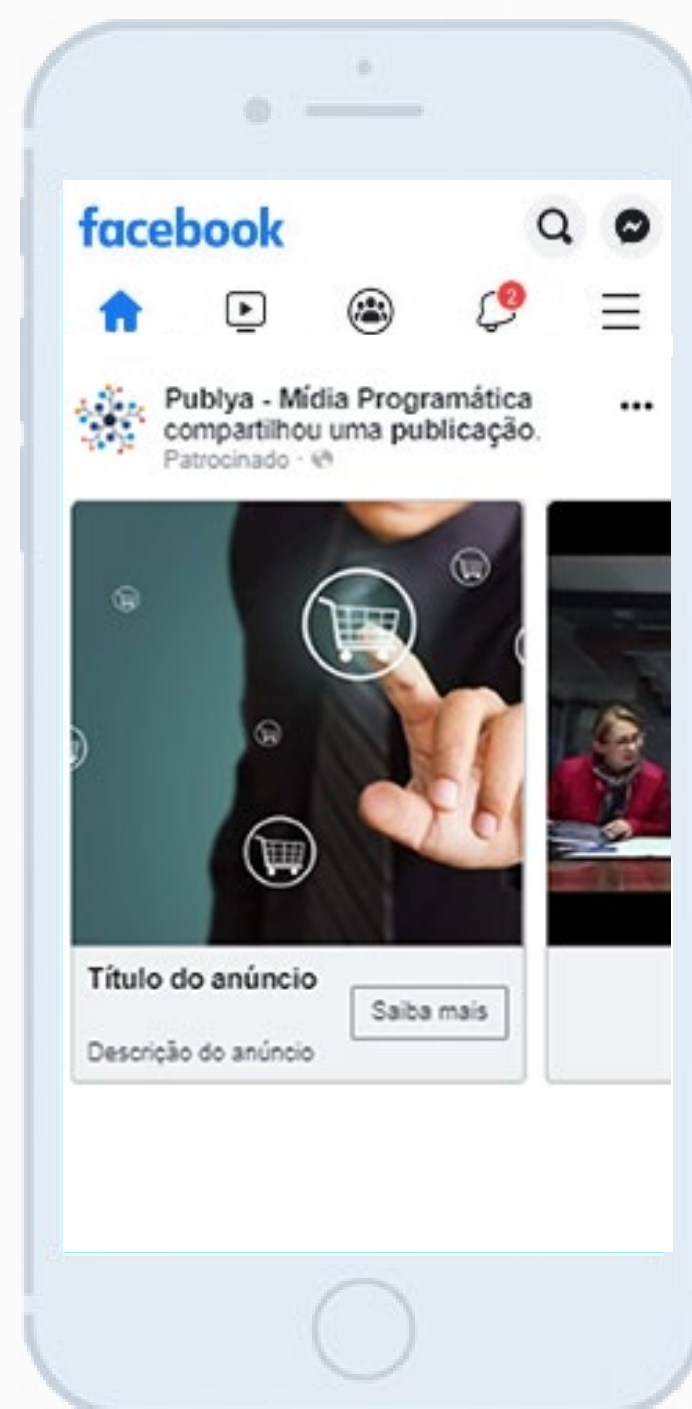 facebook
2
Publya - Mídia Programática
compartilhou uma publicação.
Patrocinado ·
Título do anúncio
Saiba mais
Descrição do anúncio